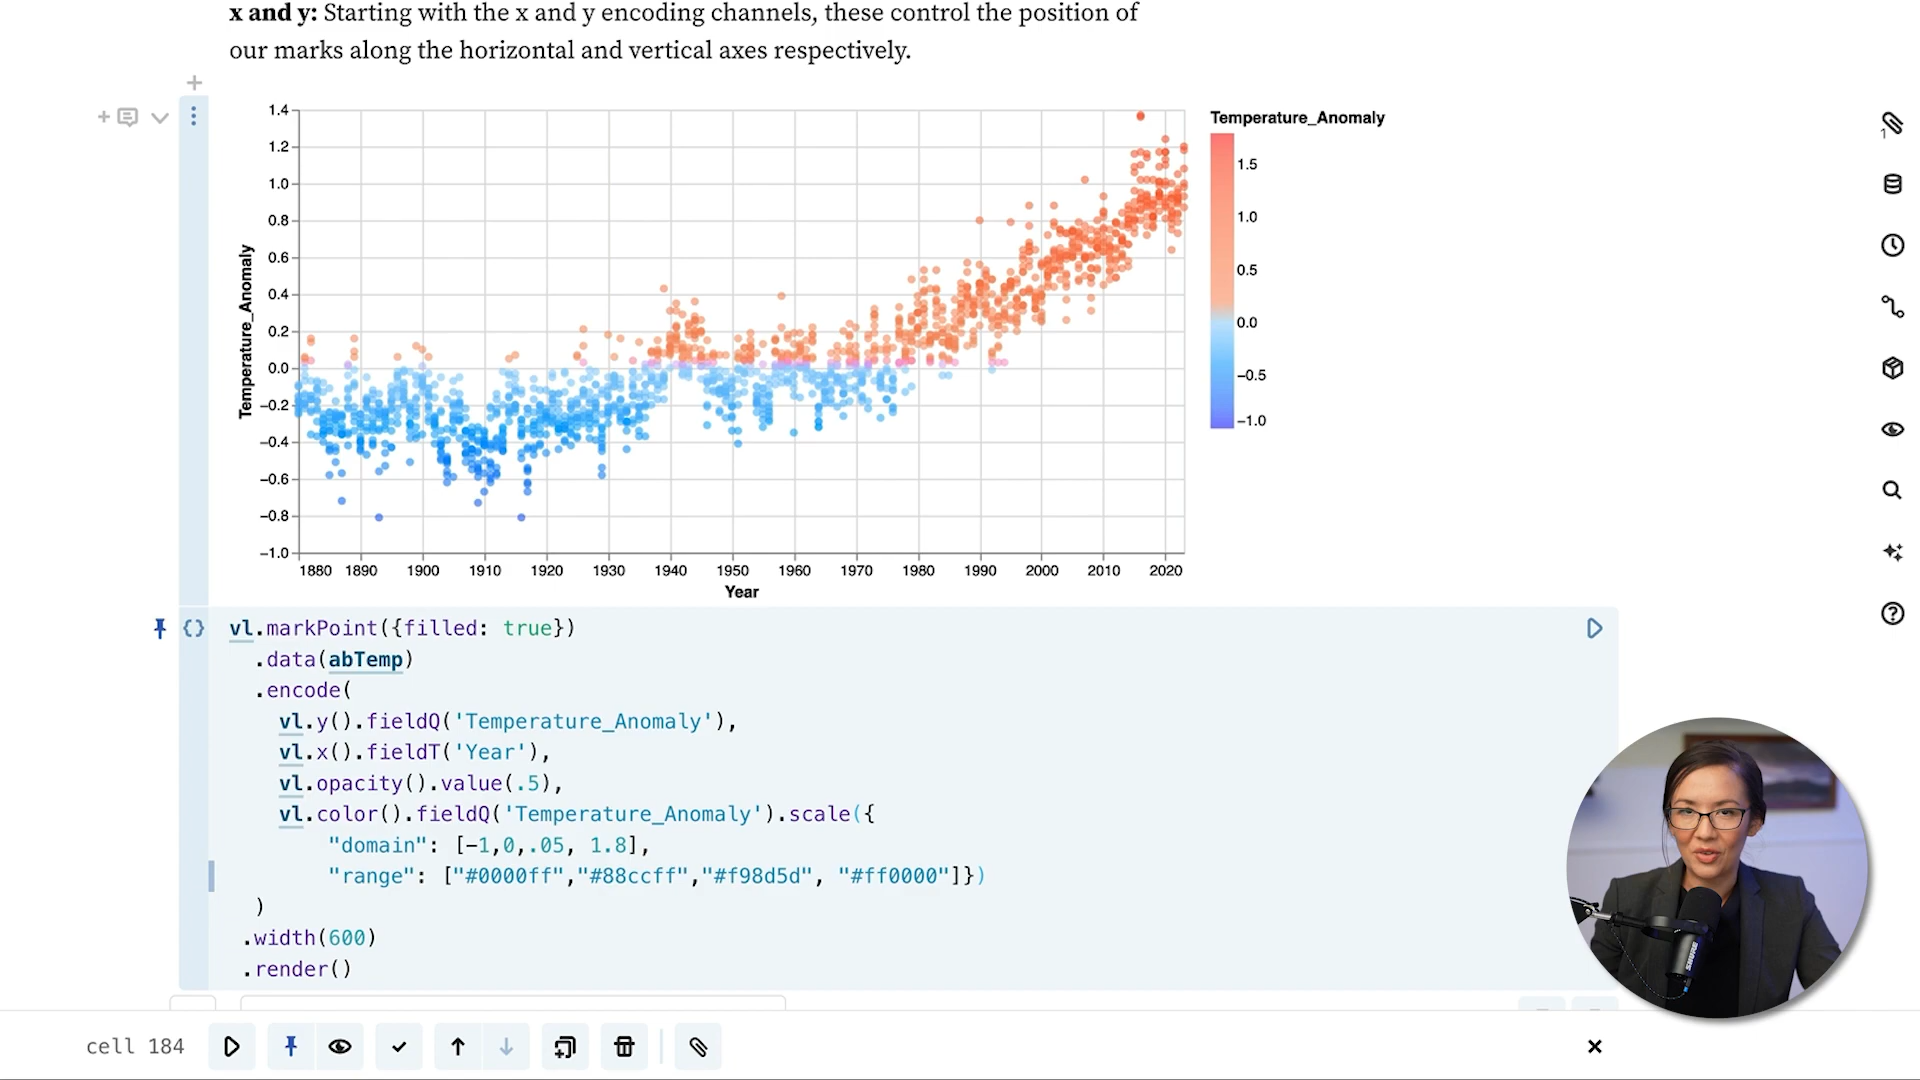 x and y: Starting with the x and y encoding channels, these control the position of
our marks along the horizontal and vertical axes respectively.
1.4
1.2
1.0
0.8
0.6
0.4
0.2
0.0
−0.2
−0.4
−0.6
−0.8
−1.0
Temperature_Anomaly
1880 1890 1900 1910 1920 1930 1940 1950 1960 1970 1980 1990 2000 2010 2020
Year
Temperature_Anomaly
1.5
1.0
0.5
0.0
−0.5
−1.0
1
vl.markPoint({filled: true})
.data(abTemp)
.encode(
vl.y().fieldQ('Temperature_Anomaly'),
vl.x().fieldT('Year'),
vl.opacity().value(.5),
vl.color().fieldQ('Temperature_Anomaly').scale({
"domain": [−1,0,.05, 1.8],
"range": ["#0000ff","#88ccff","#f98d5d", "#ff0000"]})
)
.width(600)
.render()
cell 184